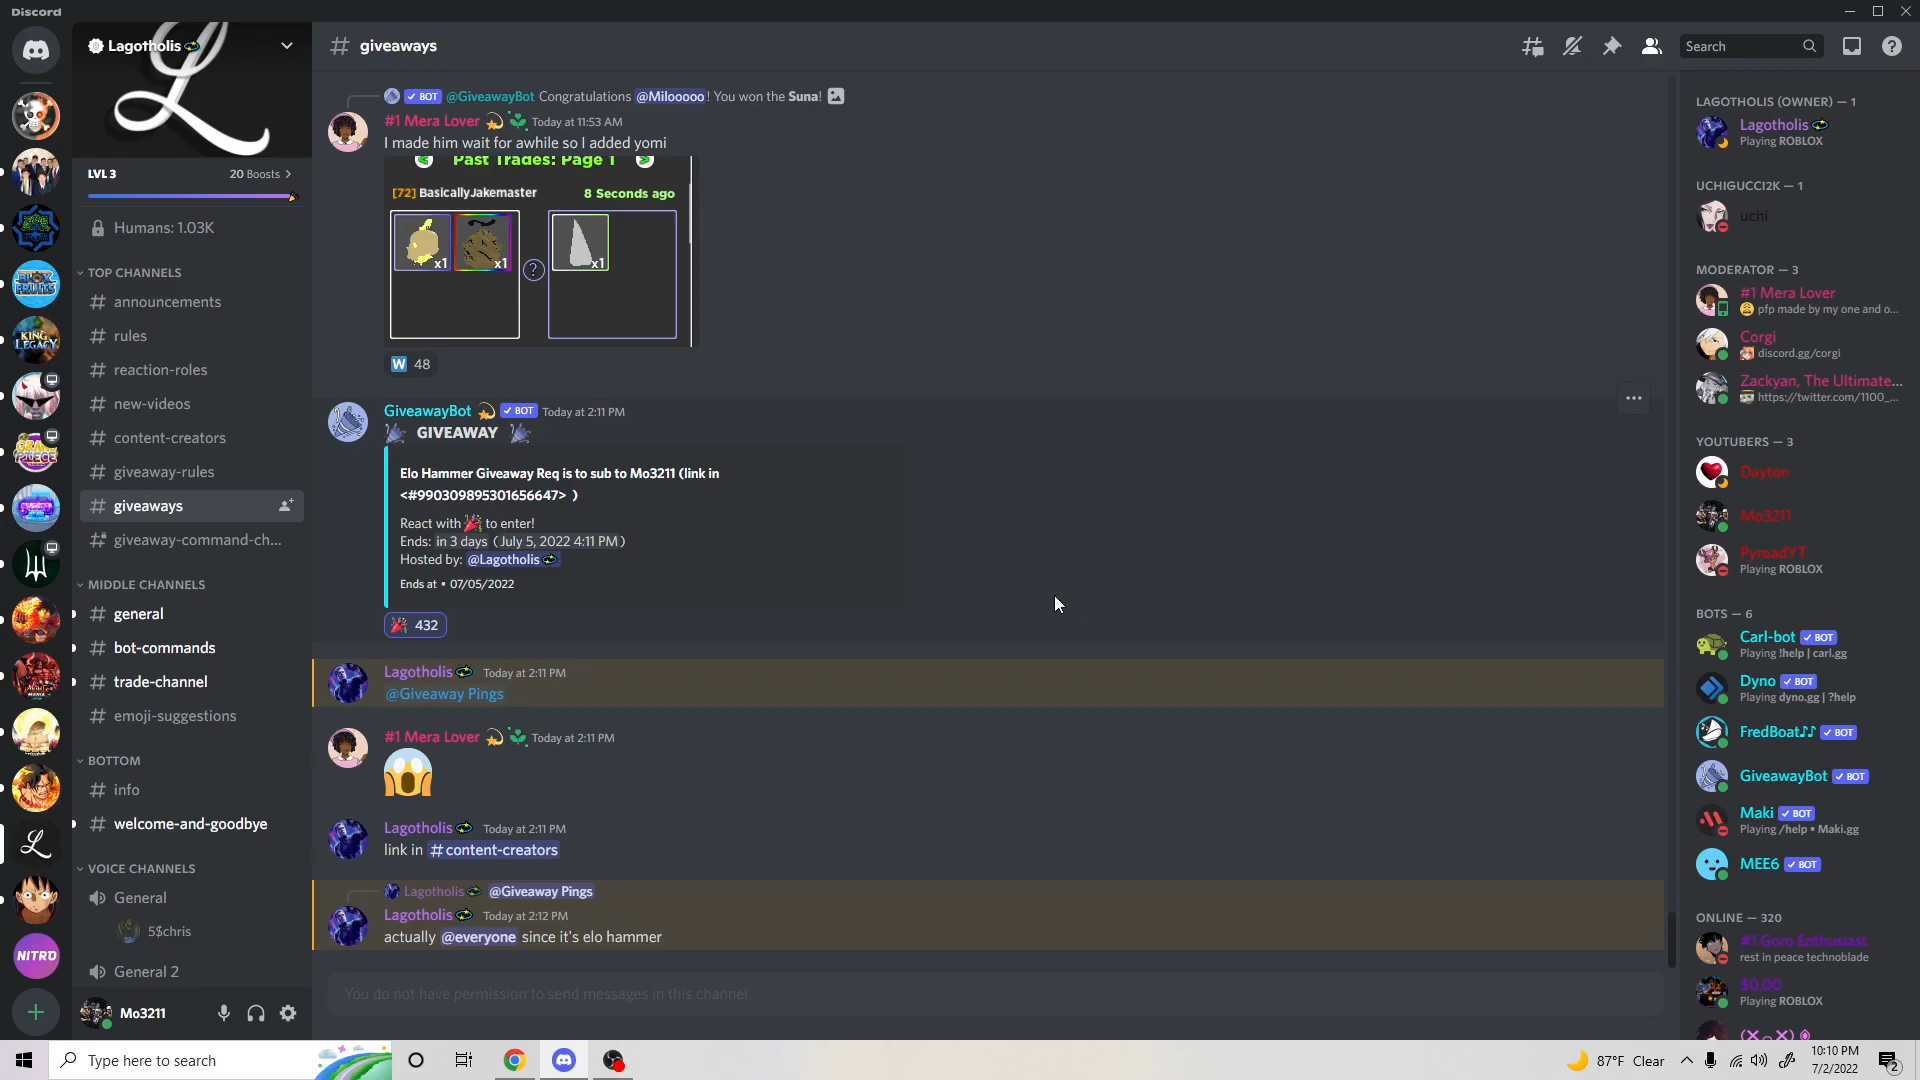 Discord
Lagotholis
LVL 3
20 Boosts
Humans: 1.03K
TOP CHANNELS
announcements
rules
reaction-roles
new-videos
content-creators
giveaway-rules
giveaways
giveaway-command-ch...
MIDDLE CHANNELS
general
bot-commands
trade-channel
emoji-suggestions
BOTTOM
info
welcome-and-goodbye
VOICE CHANNELS
General
5$chris
General 2
Mo3211
BLOX FRUITS
KING LEGACY
GRAND PIECE
NITRO
# giveaways
Search
BOT @GiveawayBot Congratulations @Milooooo! You won the Suna!
#1 Mera Lover Today at 11:53 AM
I made him wait for awhile so I added yomi
Past Trades: Page 1
[72] BasicallyJakemaster 8 Seconds ago
x1 x1 ? x1
W 48
GiveawayBot BOT Today at 2:11 PM
GIVEAWAY
Elo Hammer Giveaway Req is to sub to Mo3211 (link in
<#990309895301656647> )
React with 🎉 to enter!
Ends: in 3 days (July 5, 2022 4:11 PM)
Hosted by: @Lagotholis
Ends at • 07/05/2022
432
Lagotholis Today at 2:11 PM
@Giveaway Pings
#1 Mera Lover Today at 2:11 PM
Lagotholis Today at 2:11 PM
link in #content-creators
Lagotholis @Giveaway Pings
Lagotholis Today at 2:12 PM
actually @everyone since it's elo hammer
You do not have permission to send messages in this channel.
LAGOTHOLIS (OWNER) — 1
Lagotholis
Playing ROBLOX
UCHIGUCCI2K — 1
uchi
MODERATOR — 3
#1 Mera Lover
pfp made by my one and o...
Corgi
discord.gg/corgi
Zackyan, The Ultimate...
https://twitter.com/1100_...
YOUTUBERS — 3
Dayton
Mo3211
PyroadYT
Playing ROBLOX
BOTS — 6
Carl-bot BOT
Playing !help | carl.gg
Dyno BOT
Playing dyno.gg | ?help
FredBoat♪♪ BOT
GiveawayBot BOT
Maki BOT
Playing /help • Maki.gg
MEE6 BOT
ONLINE — 320
#1 Goro Enthusiast
rest in peace technoblade
$0.00
Playing ROBLOX
Type here to search
87°F Clear
10:10 PM
7/2/2022
2